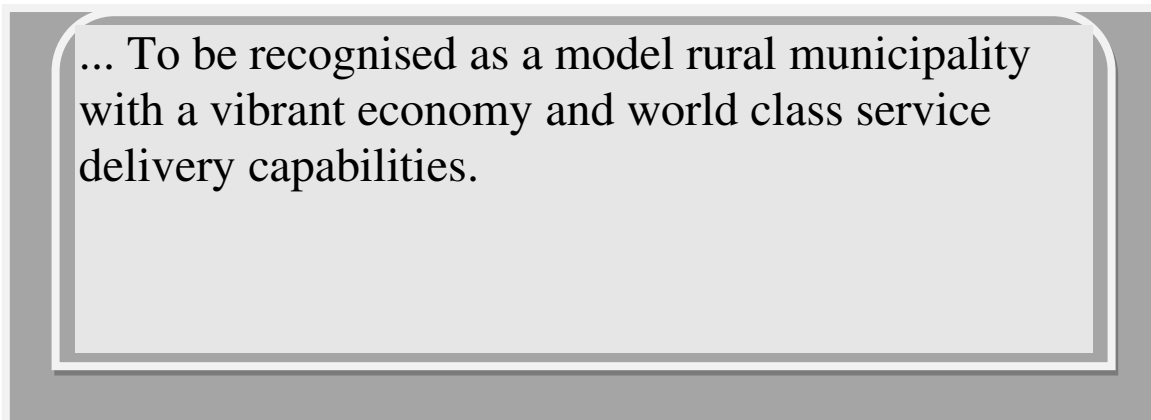 ... To be recognised as a model rural municipality
with a vibrant economy and world class service
delivery capabilities.